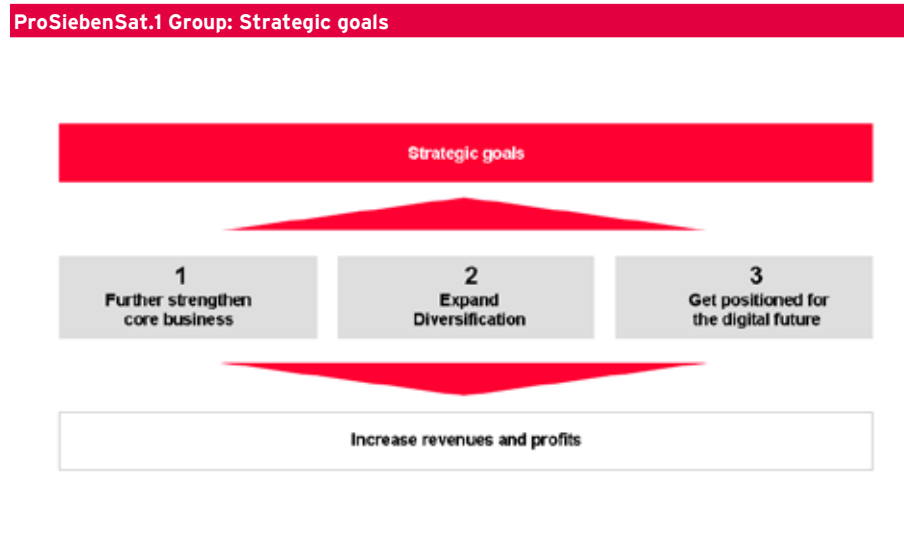 ProSiebenSat.1 Group: Strategic goals
Strategic goals
1
Further strengthen
core business
2
Expand
Diversification
3
Get positioned for
the digital future
Increase revenues and profits